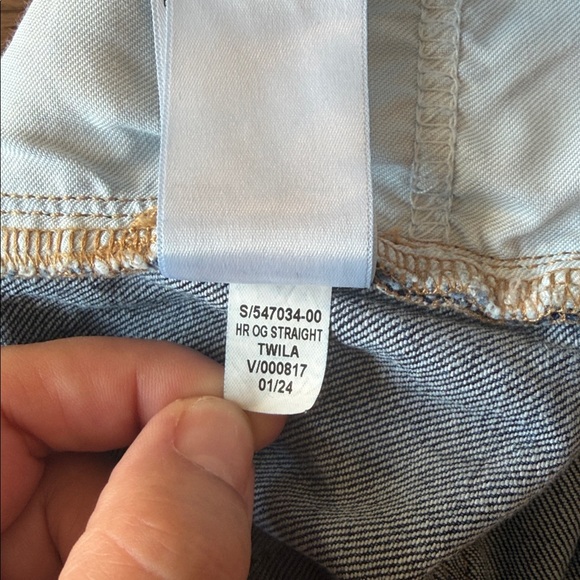 S/547034-00
HR OG STRAIGHT
TWILA
V/000817
01/24